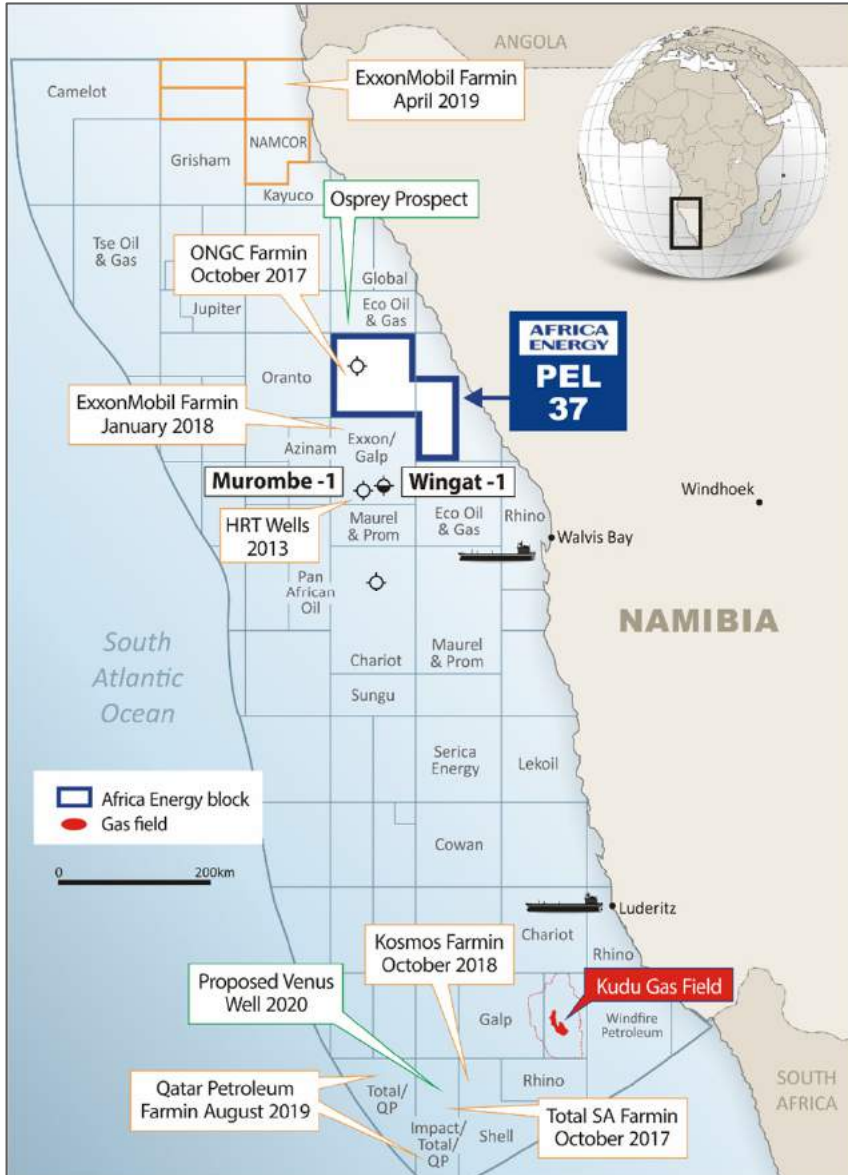 ANGOLA
Camelot
ExxonMobil Farmin
April 2019
Grisham
NAMCOR
Kayuco
Osprey Prospect
Tse Oil
& Gas
ONGC Farmin
October 2017
Global
Jupiter
Eco Oil
& Gas
AFRICA
ENERGY
PEL
37
Oranto
ExxonMobil Farmin
January 2018
Azinam
Exxon/
Galp
Murombe -1
Wingat -1
Windhoek
HRT Wells
2013
Maurel
& Prom
Eco Oil
& Gas
Rhino
Walvis Bay
Pan
African
Oil
NAMIBIA
South
Atlantic
Ocean
Chariot
Maurel
& Prom
Sungu
Serica
Energy
Lekoil
Africa Energy block
Gas field
Cowan
0
200km
Luderitz
Chariot
Rhino
Kosmos Farmin
October 2018
Proposed Venus
Well 2020
Kudu Gas Field
Galp
Windfire
Petroleum
Qatar Petroleum
Farmin August 2019
Total/
QP
Rhino
SOUTH
AFRICA
Impact/
Total/
QP
Shell
Total SA Farmin
October 2017